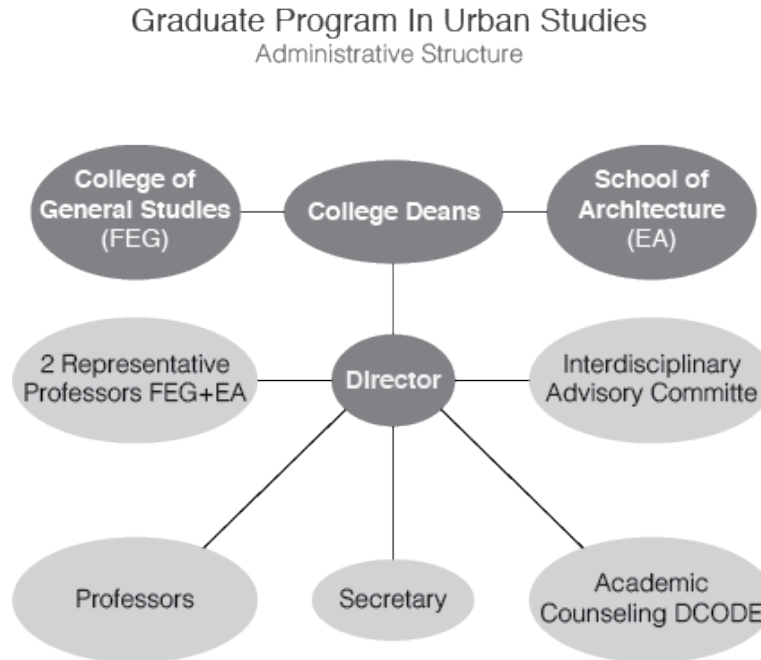 Graduate Program In Urban Studies
Administrative Structure
College of
General Studies
(FEG)
College Deans
School of
Architecture
(EA)
2 Representative
Professors FEG+EA
Director
Interdisciplinary
Advisory Committe
Professors
Secretary
Academic
Counseling DCODE